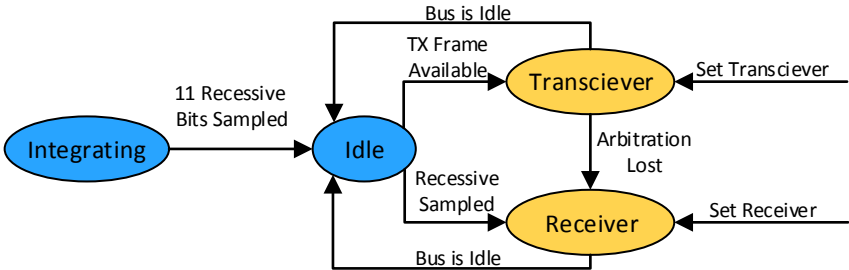 Bus is Idle
TX Frame
Available
Transciever
Set Transciever
11 Recessive
Bits Sampled
Integrating
Idle
Arbitration
Lost
Recessive
Sampled
Receiver
Set Receiver
Bus is Idle